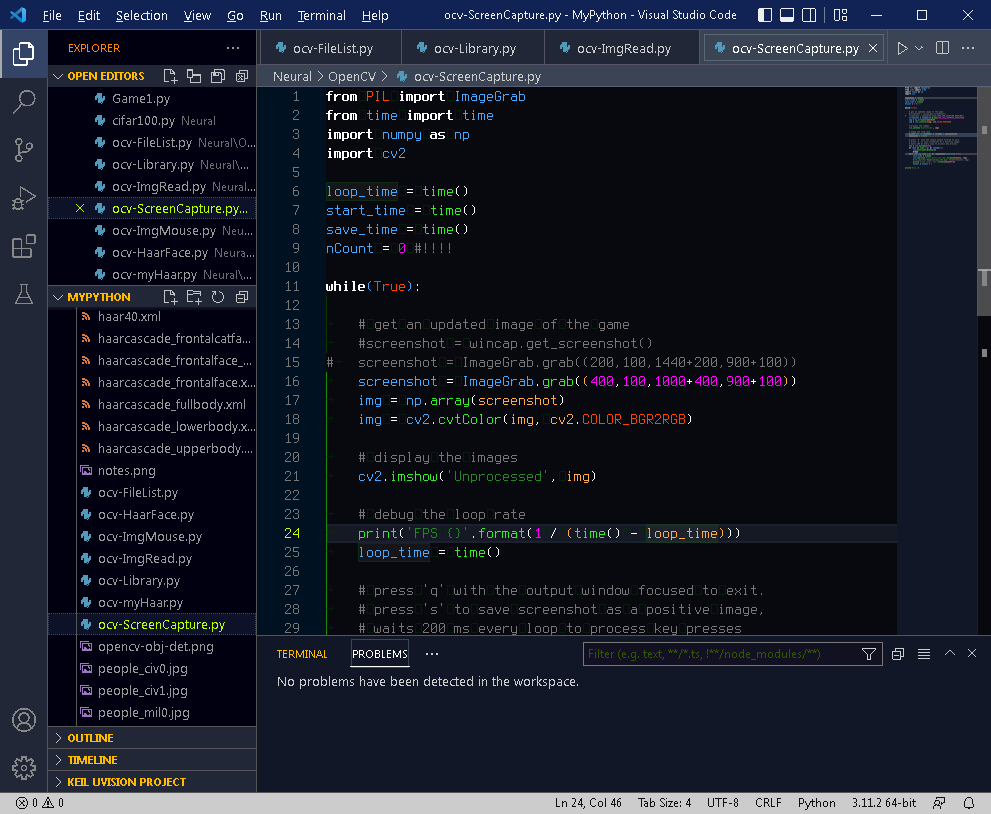 File Edit Selection View Go Run Terminal Help ocv-ScreenCapture.py - MyPython - Visual Studio Code
EXPLORER
OPEN EDITORS
Game1.py
cifar100.py Neural
ocv-FileList.py Neural\O...
ocv-Library.py Neural\...
ocv-ImgRead.py Neural...
ocv-ScreenCapture.py...
ocv-ImgMouse.py Neu...
ocv-HaarFace.py Neura...
ocv-myHaar.py Neural\...
MYPYTHON
haar40.xml
haarcascade_frontalcatfa...
haarcascade_frontalface_...
haarcascade_frontalface.x...
haarcascade_fullbody.xml
haarcascade_lowerbody.x...
haarcascade_upperbody....
notes.png
ocv-FileList.py
ocv-HaarFace.py
ocv-ImgMouse.py
ocv-ImgRead.py
ocv-Library.py
ocv-myHaar.py
ocv-ScreenCapture.py
opencv-obj-det.png
people_civ0.jpg
people_civ1.jpg
people_mil0.jpg
OUTLINE
TIMELINE
KEIL UVISION PROJECT
ocv-FileList.py ocv-Library.py ocv-ImgRead.py ocv-ScreenCapture.py
Neural > OpenCV > ocv-ScreenCapture.py
1 from PIL import ImageGrab
2 from time import time
3 import numpy as np
4 import cv2
5
6 loop_time = time()
7 start_time = time()
8 save_time = time()
9 nCount = 0 #!!!!
10
11 while(True):
12
13 # get an updated image of the game
14 #screenshot = wincap.get_screenshot()
15 # screenshot = ImageGrab.grab((200,100,1440+200,900+100))
16 screenshot = ImageGrab.grab((400,100,1000+400,900+100))
17 img = np.array(screenshot)
18 img = cv2.cvtColor(img, cv2.COLOR_BGR2RGB)
19
20 # display the images
21 cv2.imshow('Unprocessed', img)
22
23 # debug the loop rate
24 print('FPS {}'.format(1 / (time() - loop_time)))
25 loop_time = time()
26
27 # press 'q' with the output window focused to exit.
28 # press 's' to save screenshot as a positive image,
29 # waits 200 ms every loop to process key presses
TERMINAL PROBLEMS
Filter (e.g. text, **/*.ts, !**/node_modules/**)
No problems have been detected in the workspace.
0 0 Ln 24, Col 46 Tab Size: 4 UTF-8 CRLF Python 3.11.2 64-bit